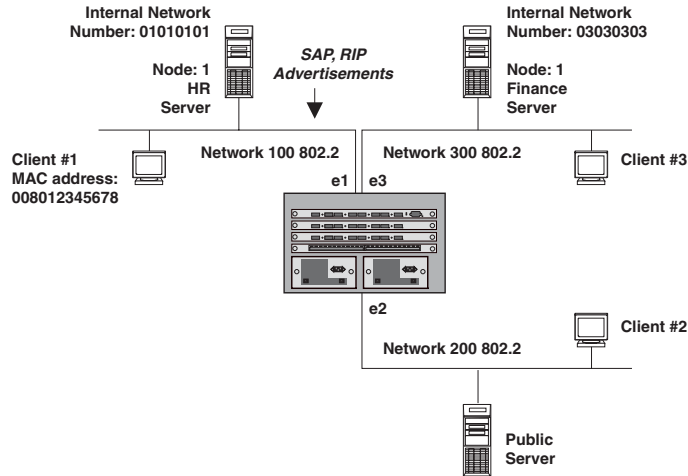 Internal Network
Number: 01010101
Node: 1
HR
Server
SAP, RIP
Advertisements
Internal Network
Number: 03030303
Node: 1
Finance
Server
Client #1
MAC address:
008012345678
Network 100 802.2
Network 300 802.2
Client #3
e1
e3
e2
Client #2
Network 200 802.2
Public
Server